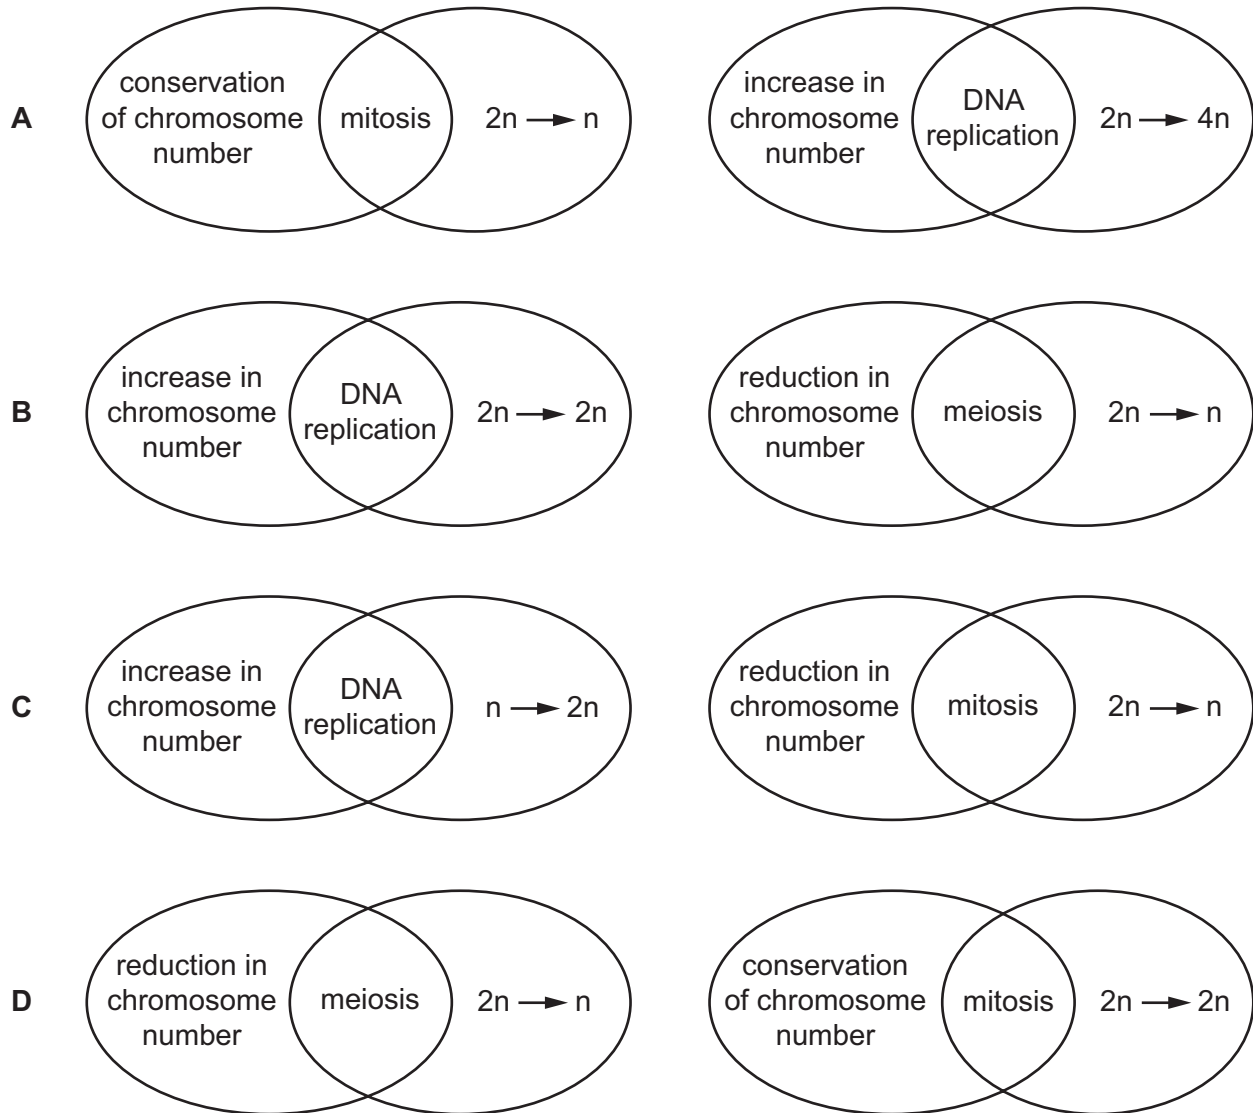 A
conservation
of chromosome
number
mitosis
2n → n
increase in
chromosome
number
DNA
replication
2n → 4n
B
increase in
chromosome
number
DNA
replication
2n → 2n
reduction in
chromosome
number
meiosis
2n → n
C
increase in
chromosome
number
DNA
replication
n → 2n
reduction in
chromosome
number
mitosis
2n → n
D
reduction in
chromosome
number
meiosis
2n → n
conservation
of chromosome
number
mitosis
2n → 2n